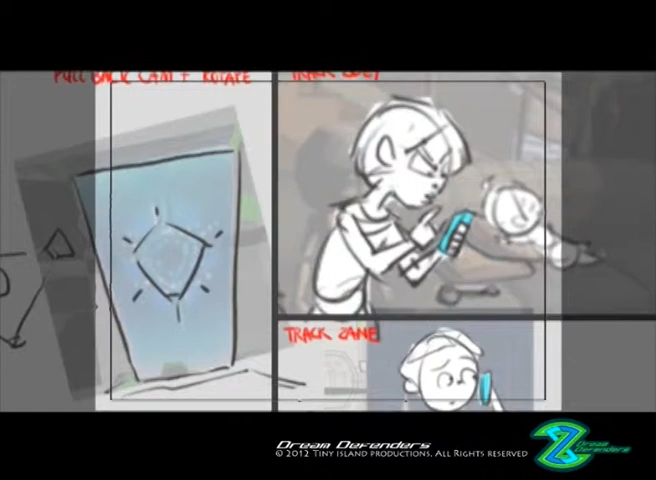 PULL BACK CAM + ROTATE
TRACK ZANE
Dream Defenders
© 2012 Tiny Island Productions. All Rights reserved
Dream
Defenders